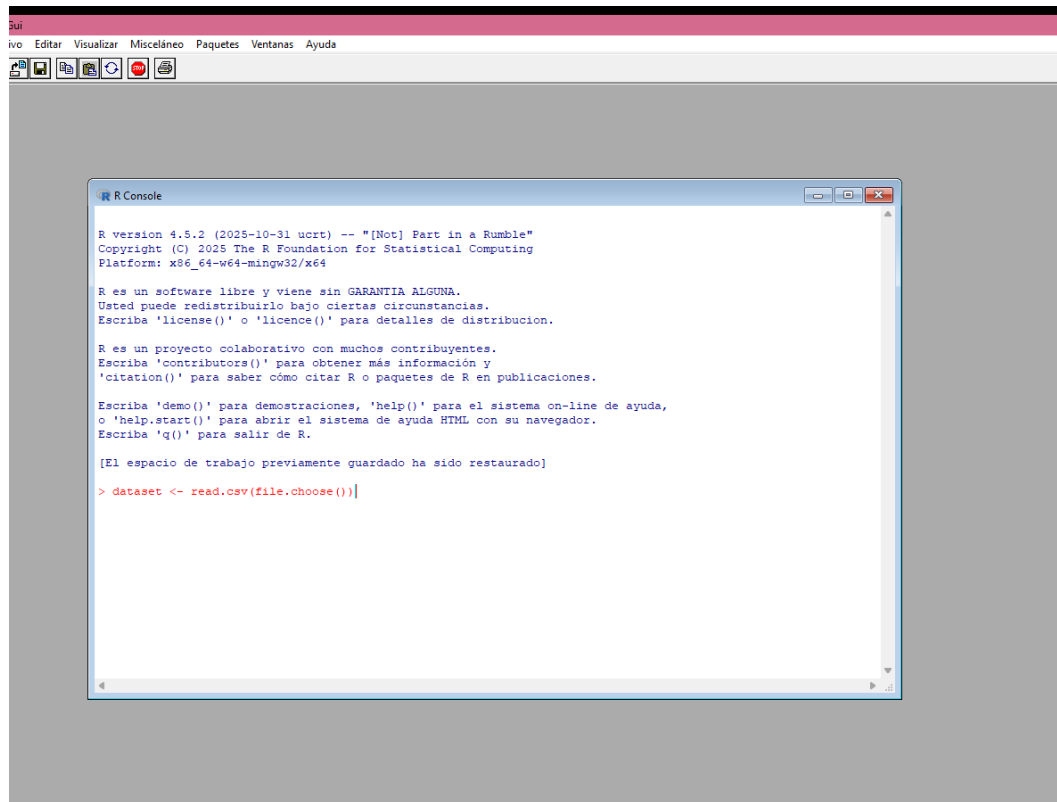 Gui
ivo Editar Visualizar Misceláneo Paquetes Ventanas Ayuda
STOP
R R Console
R version 4.5.2 (2025-10-31 ucrt) -- "[Not] Part in a Rumble"
Copyright (C) 2025 The R Foundation for Statistical Computing
Platform: x86_64-w64-mingw32/x64
R es un software libre y viene sin GARANTIA ALGUNA.
Usted puede redistribuirlo bajo ciertas circunstancias.
Escriba 'license()' o 'licence()' para detalles de distribucion.
R es un proyecto colaborativo con muchos contribuyentes.
Escriba 'contributors()' para obtener más información y
'citation()' para saber cómo citar R o paquetes de R en publicaciones.
Escriba 'demo()' para demostraciones, 'help()' para el sistema on-line de ayuda,
o 'help.start()' para abrir el sistema de ayuda HTML con su navegador.
Escriba 'q()' para salir de R.
[El espacio de trabajo previamente guardado ha sido restaurado]
> dataset <- read.csv(file.choose())